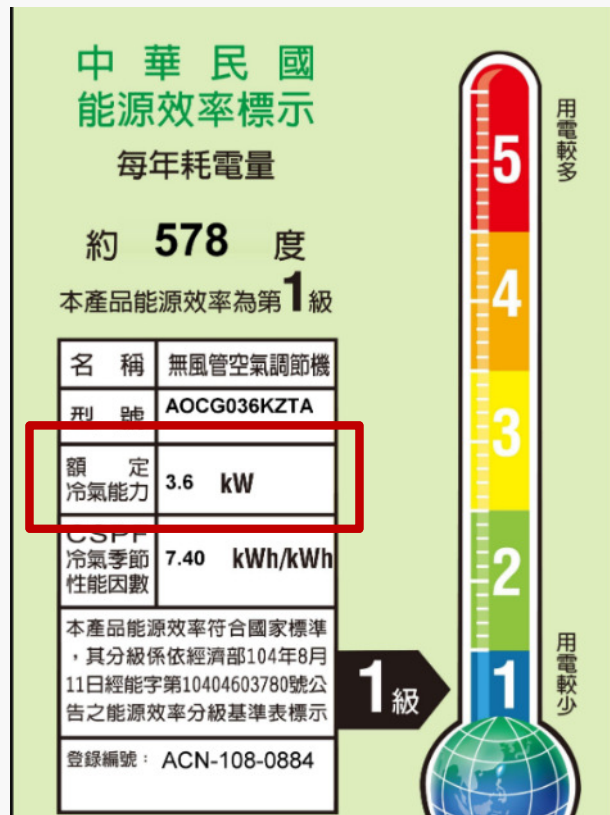 中華民國
能源效率標示
每年耗電量
約 578 度
本產品能源效率為第1級
名稱 無風管空氣調節機
型號 AOCG036KZTA
額定
冷氣能力 3.6 kW
CSPF
冷氣季節 7.40 kWh/kWh
性能因數
本產品能源效率符合國家標準
，其分級係依經濟部104年8月
11日經能字第10404603780號公
告之能源效率分級基準表標示
登錄編號： ACN-108-0884
1級
用電較多
5
4
3
2
1
用電較少